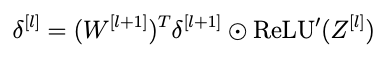 δ^{[l]} = (W^{[l+1]})^T δ^{[l+1]} ⊙ ReLU′(Z^{[l]})